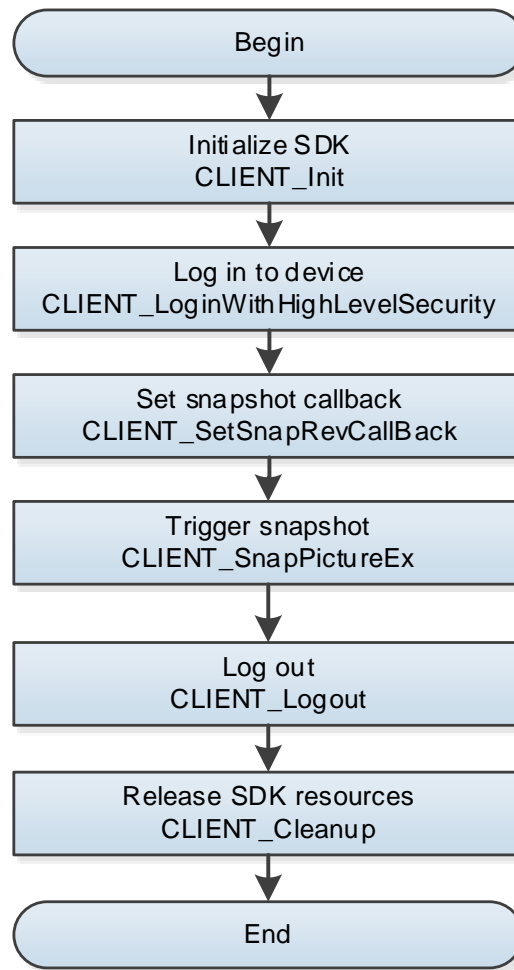 Begin
Initialize SDK
CLIENT_Init
Log in to device
CLIENT_LoginWithHighLevelSecurity
Set snapshot callback
CLIENT_SetSnapRevCallBack
Trigger snapshot
CLIENT_SnapPictureEx
Log out
CLIENT_Logout
Release SDK resources
CLIENT_Cleanup
End